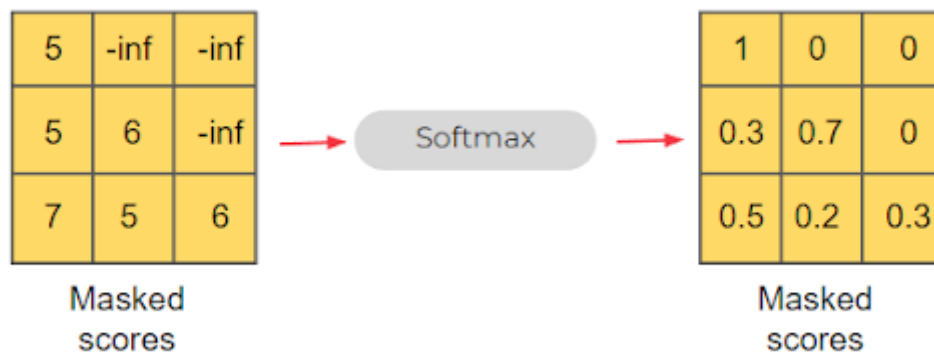 5 -inf -inf 1 0 0
5 6 -inf Softmax 0.3 0.7 0
7 5 6 0.5 0.2 0.3
Masked Masked
scores scores